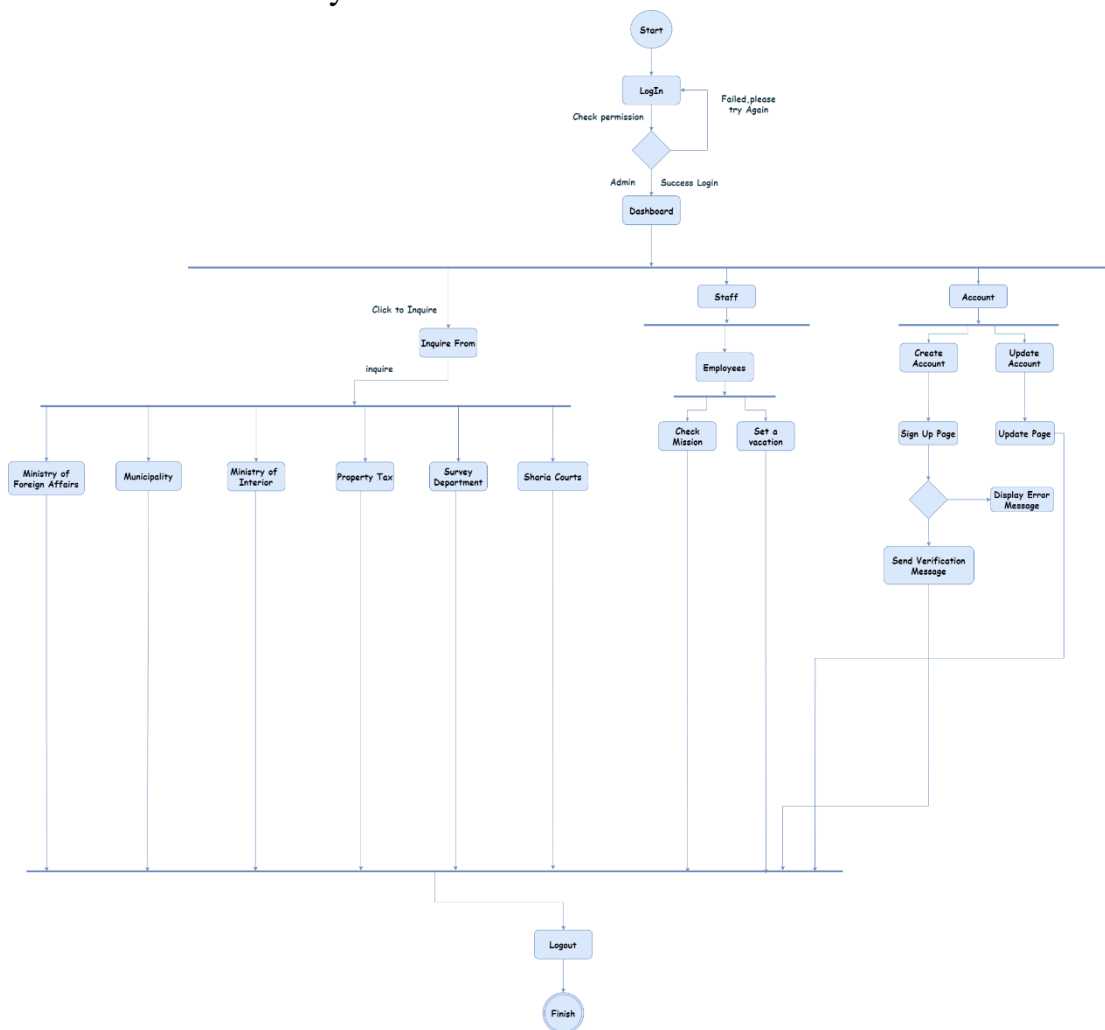 y
Start
LogIn
Failed,please
try Again
Check permission
Admin
Success Login
Dashboard
Staff
Account
Click to Inquire
Inquire From
Create
Account
Update
Account
inquire
Employees
Check
Mission
Set a
vacation
Sign Up Page
Update Page
Ministry of
Foreign Affairs
Municipality
Ministry of
Interior
Property Tax
Survey
Department
Sharia Courts
Display Error
Message
Send Verification
Message
Logout
Finish